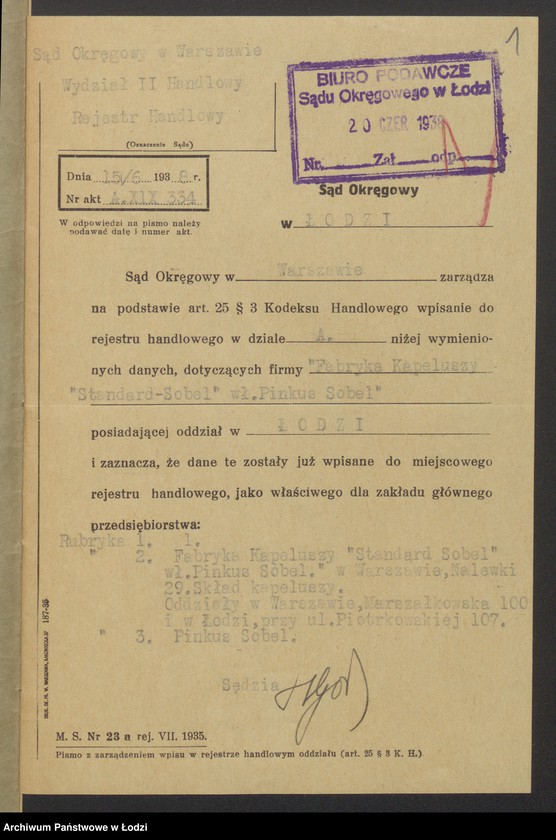 1
Sąd Okręgowy w Warszawie
Wydział II Handlowy
Rejestr Handlowy
(Oznaczenie Sądu)
BIURO PODAWCZE
Sądu Okręgowego w Łodzi
20 CZER 1938
Nr. Zał. odp.
Dnia 15/6 1938 r.
Nr akt A.XIX 334
W odpowiedzi na pismo należy
podawać datę i numer akt.
Sąd Okręgowy
w ŁODZI
Sąd Okręgowy w Warszawie zarządza
na podstawie art. 25 § 3 Kodeksu Handlowego wpisanie do
rejestru handlowego w dziale A. niżej wymienio-
nych danych, dotyczących firmy "Fabryka Kapeluszy
"Standard-Sobel" wł.Pinkus Sobel"
posiadającej oddział w ŁODZI
i zaznacza, że dane te zostały już wpisane do miejscowego
rejestru handlowego, jako właściwego dla zakładu głównego
przedsiębiorstwa:
Rubryka 1. 1.
" 2. Fabryka Kapeluszy "Standard Sobel"
wł.Pinkus Sobel." w Warszawie,Nalewki
29.Skład kapeluszy.
Oddziały w Warszawie,Marszałkowska 100
i w Łodzi,przy ul.Piotrkowskiej 107.
" 3. Pinkus Sobel.
Sędzia
M. S. Nr 23 a rej. VII. 1935.
Pismo z zarządzeniem wpisu w rejestrze handlowym oddziału (art. 25 § 3 K. H.)
187-35
Archiwum Państwowe w Łodzi